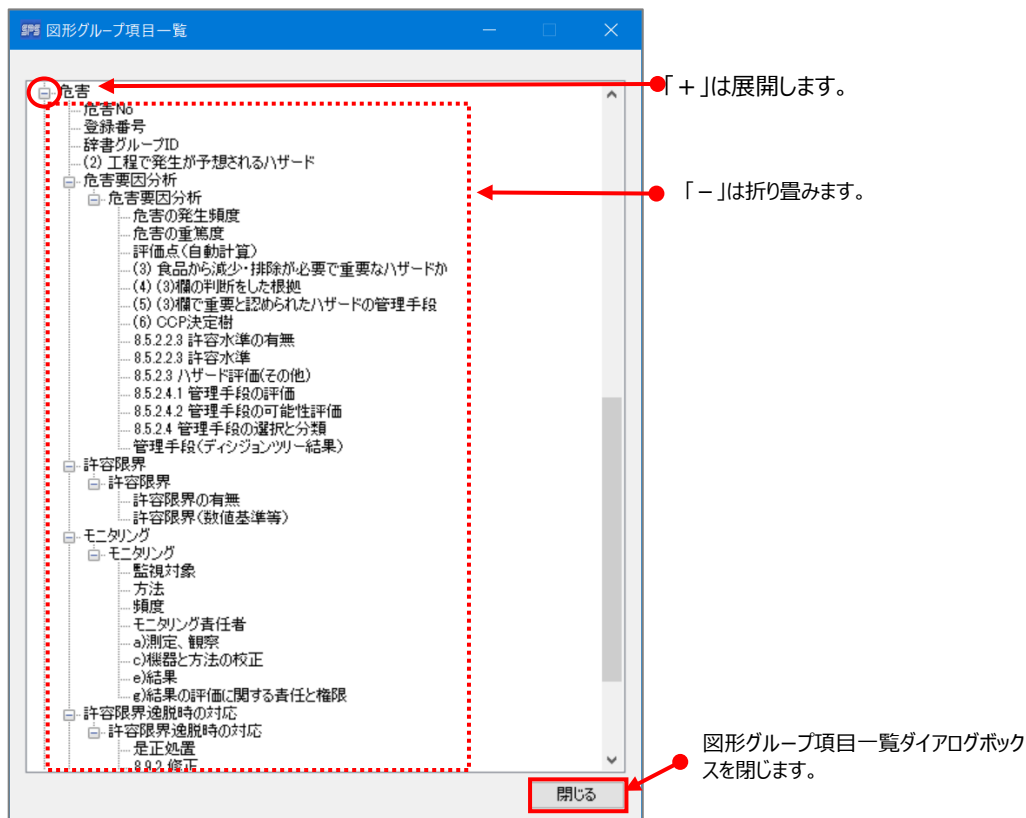 SPS 図形グループ項目一覧
危害
危害No
登録番号
辞書グループID
(2) 工程で発生が予想されるハザード
危害要因分析
危害要因分析
危害の発生頻度
危害の重篤度
評価点(自動計算)
(3) 食品から減少・排除が必要で重要なハザードか
(4) (3)欄の判断をした根拠
(5) (3)欄で重要と認められたハザードの管理手段
(6) CCP決定樹
8.5.2.2.3 許容水準の有無
8.5.2.2.3 許容水準
8.5.2.3 ハザード評価(その他)
8.5.2.4.1 管理手段の評価
8.5.2.4.2 管理手段の可能性評価
8.5.2.4 管理手段の選択と分類
管理手段(ディシジョンツリー結果)
許容限界
許容限界
許容限界の有無
許容限界(数値基準等)
モニタリング
モニタリング
監視対象
方法
頻度
モニタリング責任者
a)測定、観察
c)機器と方法の校正
e)結果
g)結果の評価に関する責任と権限
許容限界逸脱時の対応
許容限界逸脱時の対応
是正処置
8.9.2 修正
閉じる
「+」は展開します。
「-」は折り畳みます。
図形グループ項目一覧ダイアログボック
スを閉じます。